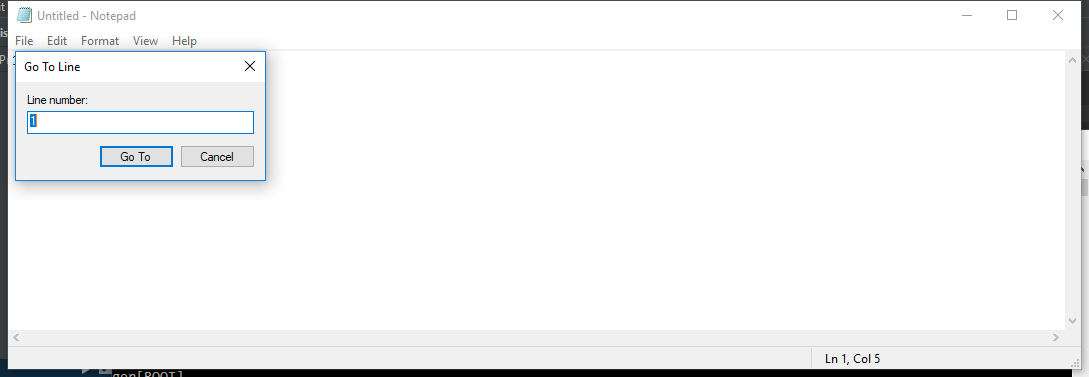 Untitled - Notepad
File Edit Format View Help
Go To Line
Line number:
1
Go To Cancel
Ln 1, Col 5
gen[ROOT]